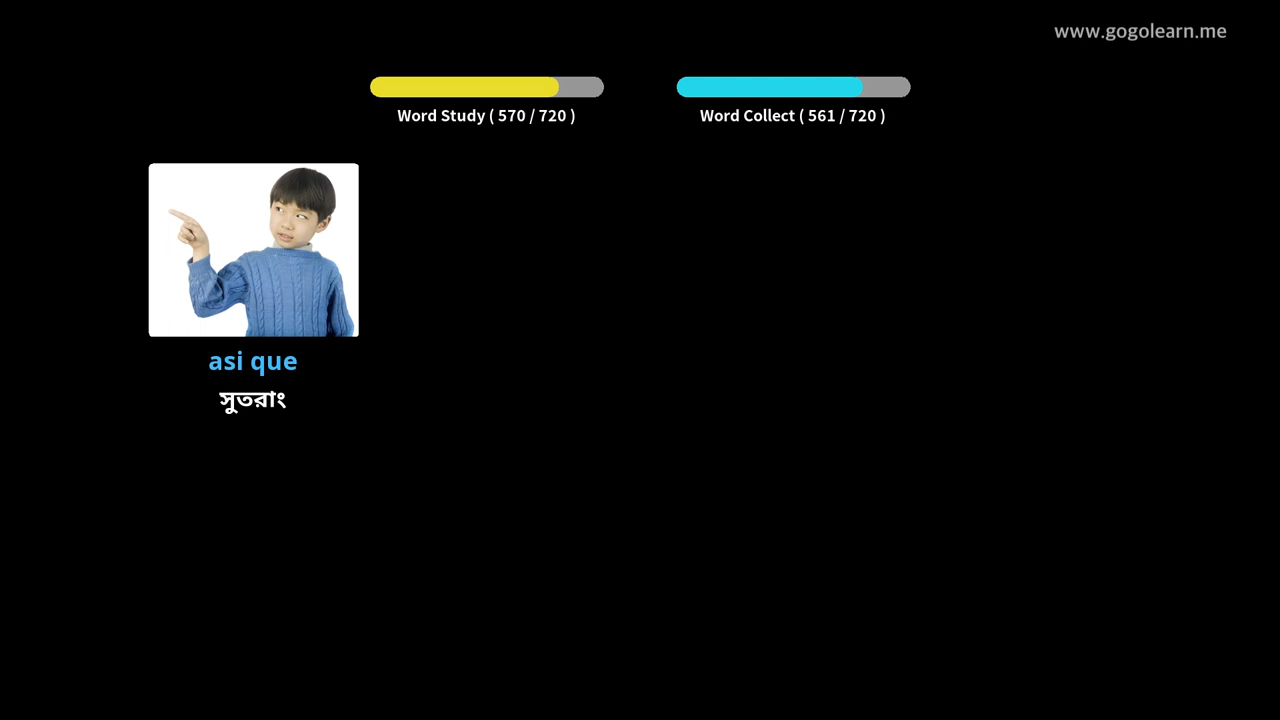 www.gogolearn.me
Word Study ( 570 / 720 )
Word Collect ( 561 / 720 )
asi que
সুতরাং